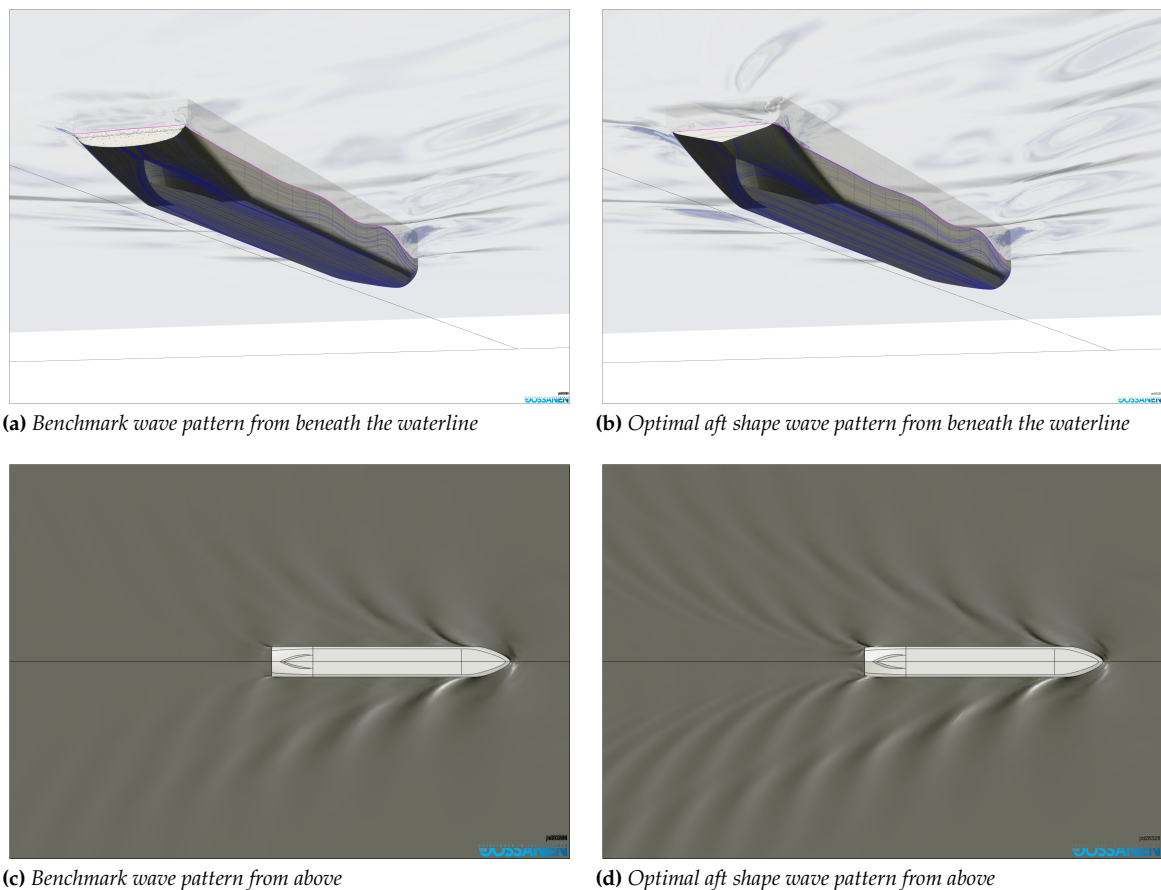 (a) Benchmark wave pattern from beneath the waterline
(b) Optimal aft shape wave pattern from beneath the waterline
(c) Benchmark wave pattern from above
(d) Optimal aft shape wave pattern from above